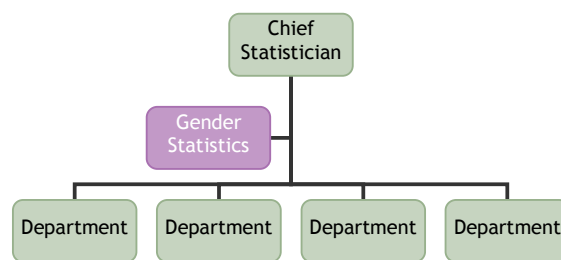 Chief
Statistician
Gender
Statistics
Department
Department
Department
Department